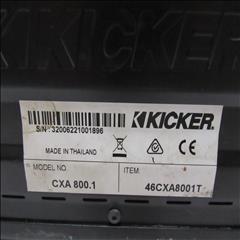 KICKER
S/N: 32006221001896
MADE IN THAILAND
KICKER
CE
MODEL NO.
ITEM:
CXA 800.1
46CXA8001T